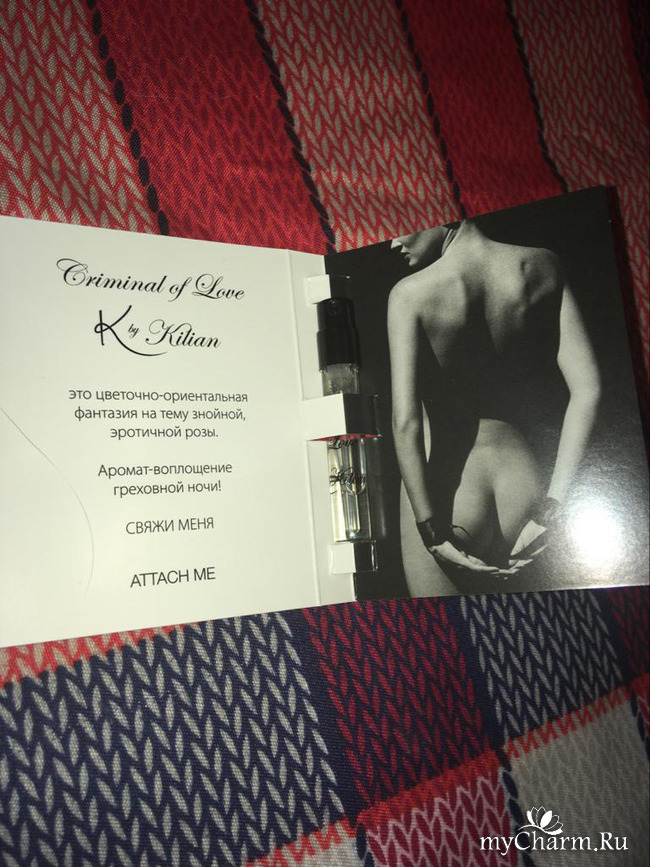 Criminal of Love
K by Kilian
это цветочно-ориентальная
фантазия на тему знойной,
эротичной розы.
Аромат-воплощение
греховной ночи!
СВЯЖИ МЕНЯ
ATTACH ME
Love
myCharm.Ru